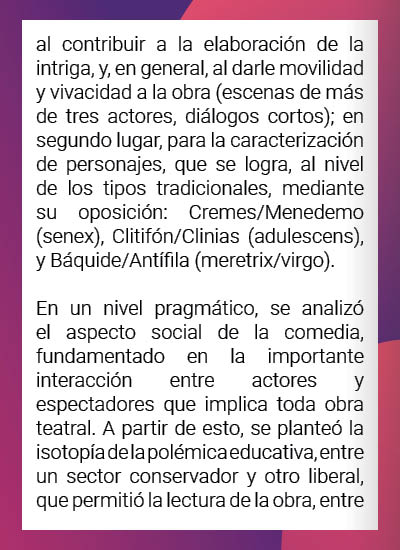 al contribuir a la elaboración de la
intriga, y, en general, al darle movilidad
y vivacidad a la obra (escenas de más
de tres actores, diálogos cortos); en
segundo lugar, para la caracterización
de personajes, que se logra, al nivel
de los tipos tradicionales, mediante
su oposición: Cremes/Menedemo
(senex), Clitifón/Clinias (adulescens),
y Báquide/Antífila (meretrix/virgo).
En un nivel pragmático, se analizó
el aspecto social de la comedia,
fundamentado en la importante
interacción entre actores y
espectadores que implica toda obra
teatral. A partir de esto, se planteó la
isotopía de la polémica educativa, entre
un sector conservador y otro liberal,
que permitió la lectura de la obra, entre